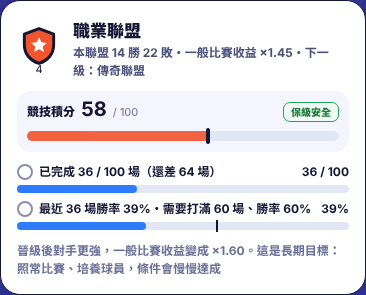 職業聯盟
本聯盟 14 勝 22 敗・一般比賽收益 ×1.45・下一
級：傳奇聯盟
4
競技積分 58 / 100
保級安全
已完成 36 / 100 場（還差 64 場） 36 / 100
最近 36 場勝率 39%・需要打滿 60 場、勝率 60% 39%
晉級後對手更強，一般比賽收益變成 ×1.60。這是長期目標：
照常比賽、培養球員，條件會慢慢達成